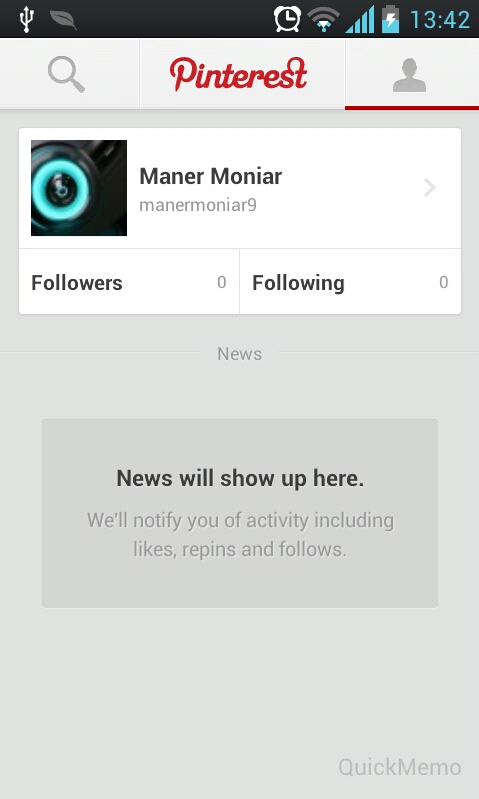 13:42
Pinterest
Maner Moniar
manermoniar9
Followers 0 Following 0
News
News will show up here.
We'll notify you of activity including
likes, repins and follows.
QuickMemo